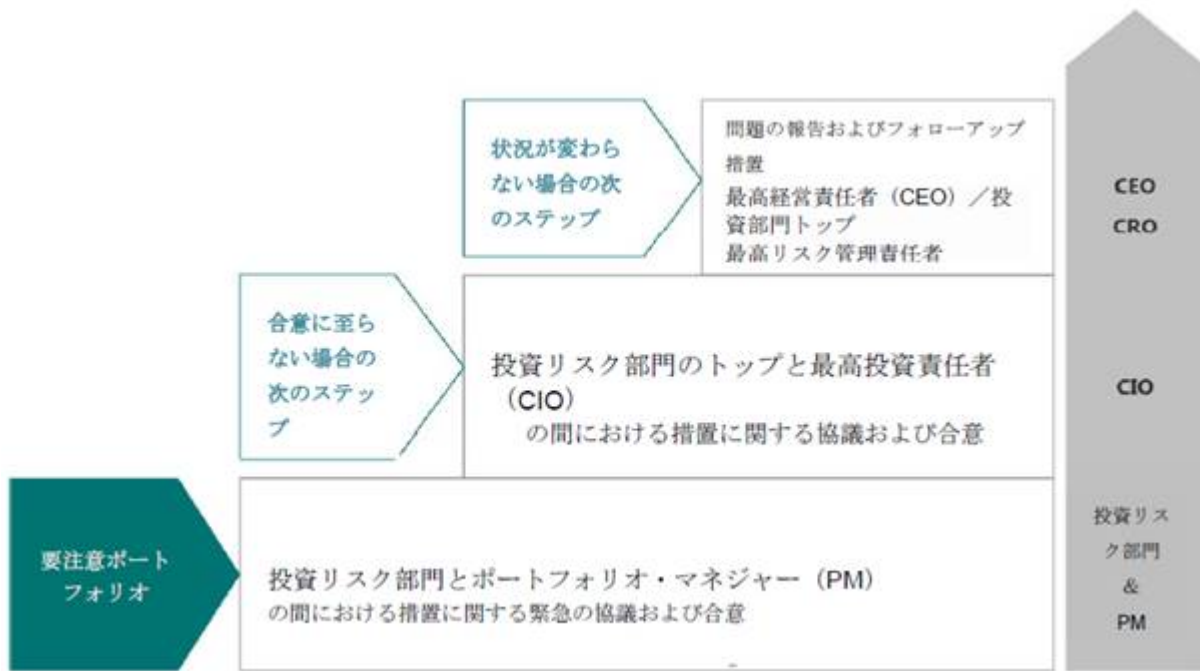 状況が変わら
ない場合の次
のステップ
問題の報告およびフォローアップ
措置
最高経営責任者（CEO）／投
資部門トップ
最高リスク管理責任者
CEO
CRO
合意に至ら
ない場合の
次のステッ
プ
投資リスク部門のトップと最高投資責任者
（CIO）
の間における措置に関する協議および合意
CIO
要注意ポート
フォリオ
投資リスク部門とポートフォリオ・マネジャー（PM）
の間における措置に関する緊急の協議および合意
投資リス
ク部門
&
PM